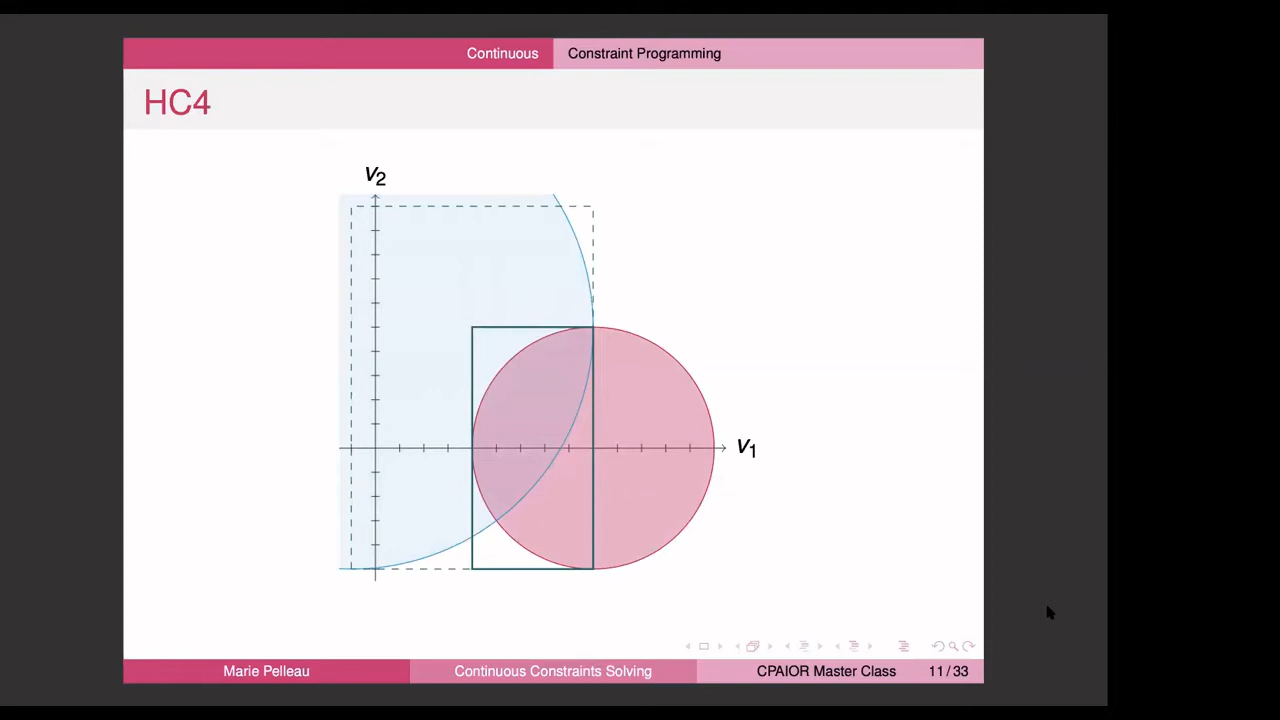 Continuous Constraint Programming
HC4
v2
v1
Marie Pelleau Continuous Constraints Solving CPAIOR Master Class 11 / 33